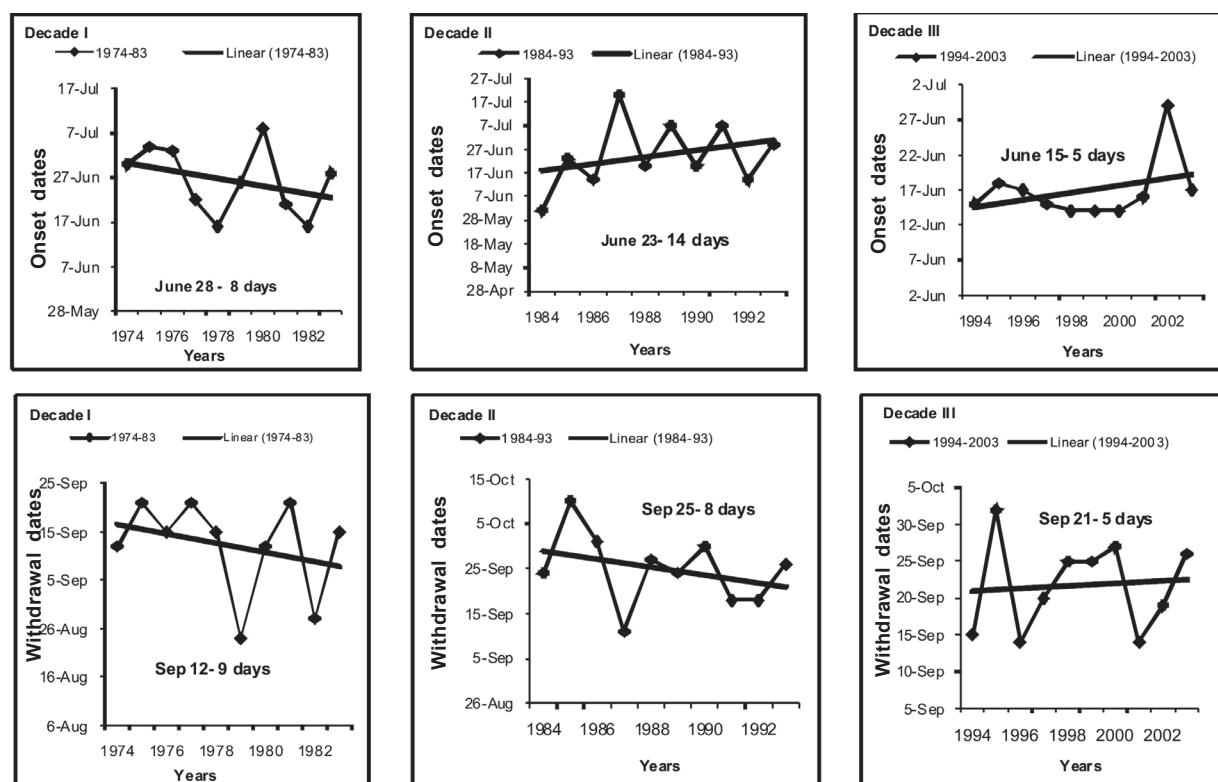 Decade I
1974-83 Linear (1974-83)
Onset dates
17-Jul
7-Jul
27-Jun
17-Jun
7-Jun
28-May
June 28 - 8 days
1974 1976 1978 1980 1982
Years
Decade II
1984-93 Linear (1984-93)
Onset dates
27-Jul
17-Jul
7-Jul
27-Jun
17-Jun
7-Jun
28-May
18-May
8-May
28-Apr
June 23- 14 days
1984 1986 1988 1990 1992
Years
Decade III
1994-2003 Linear (1994-2003)
Onset dates
2-Jul
27-Jun
22-Jun
17-Jun
12-Jun
7-Jun
2-Jun
June 15- 5 days
1994 1996 1998 2000 2002
Years
Decade I
1974-83 Linear (1974-83)
Withdrawal dates
25-Sep
15-Sep
5-Sep
26-Aug
16-Aug
6-Aug
Sep 12- 9 days
1974 1976 1978 1980 1982
Years
Decade II
1984-93 Linear (1984-93)
Withdrawal dates
15-Oct
5-Oct
25-Sep
15-Sep
5-Sep
26-Aug
Sep 25- 8 days
1984 1986 1988 1990 1992
Years
Decade III
1994-2003 Linear (1994-2003)
Withdrawal dates
5-Oct
30-Sep
25-Sep
20-Sep
15-Sep
10-Sep
5-Sep
Sep 21- 5 days
1994 1996 1998 2000 2002
Years